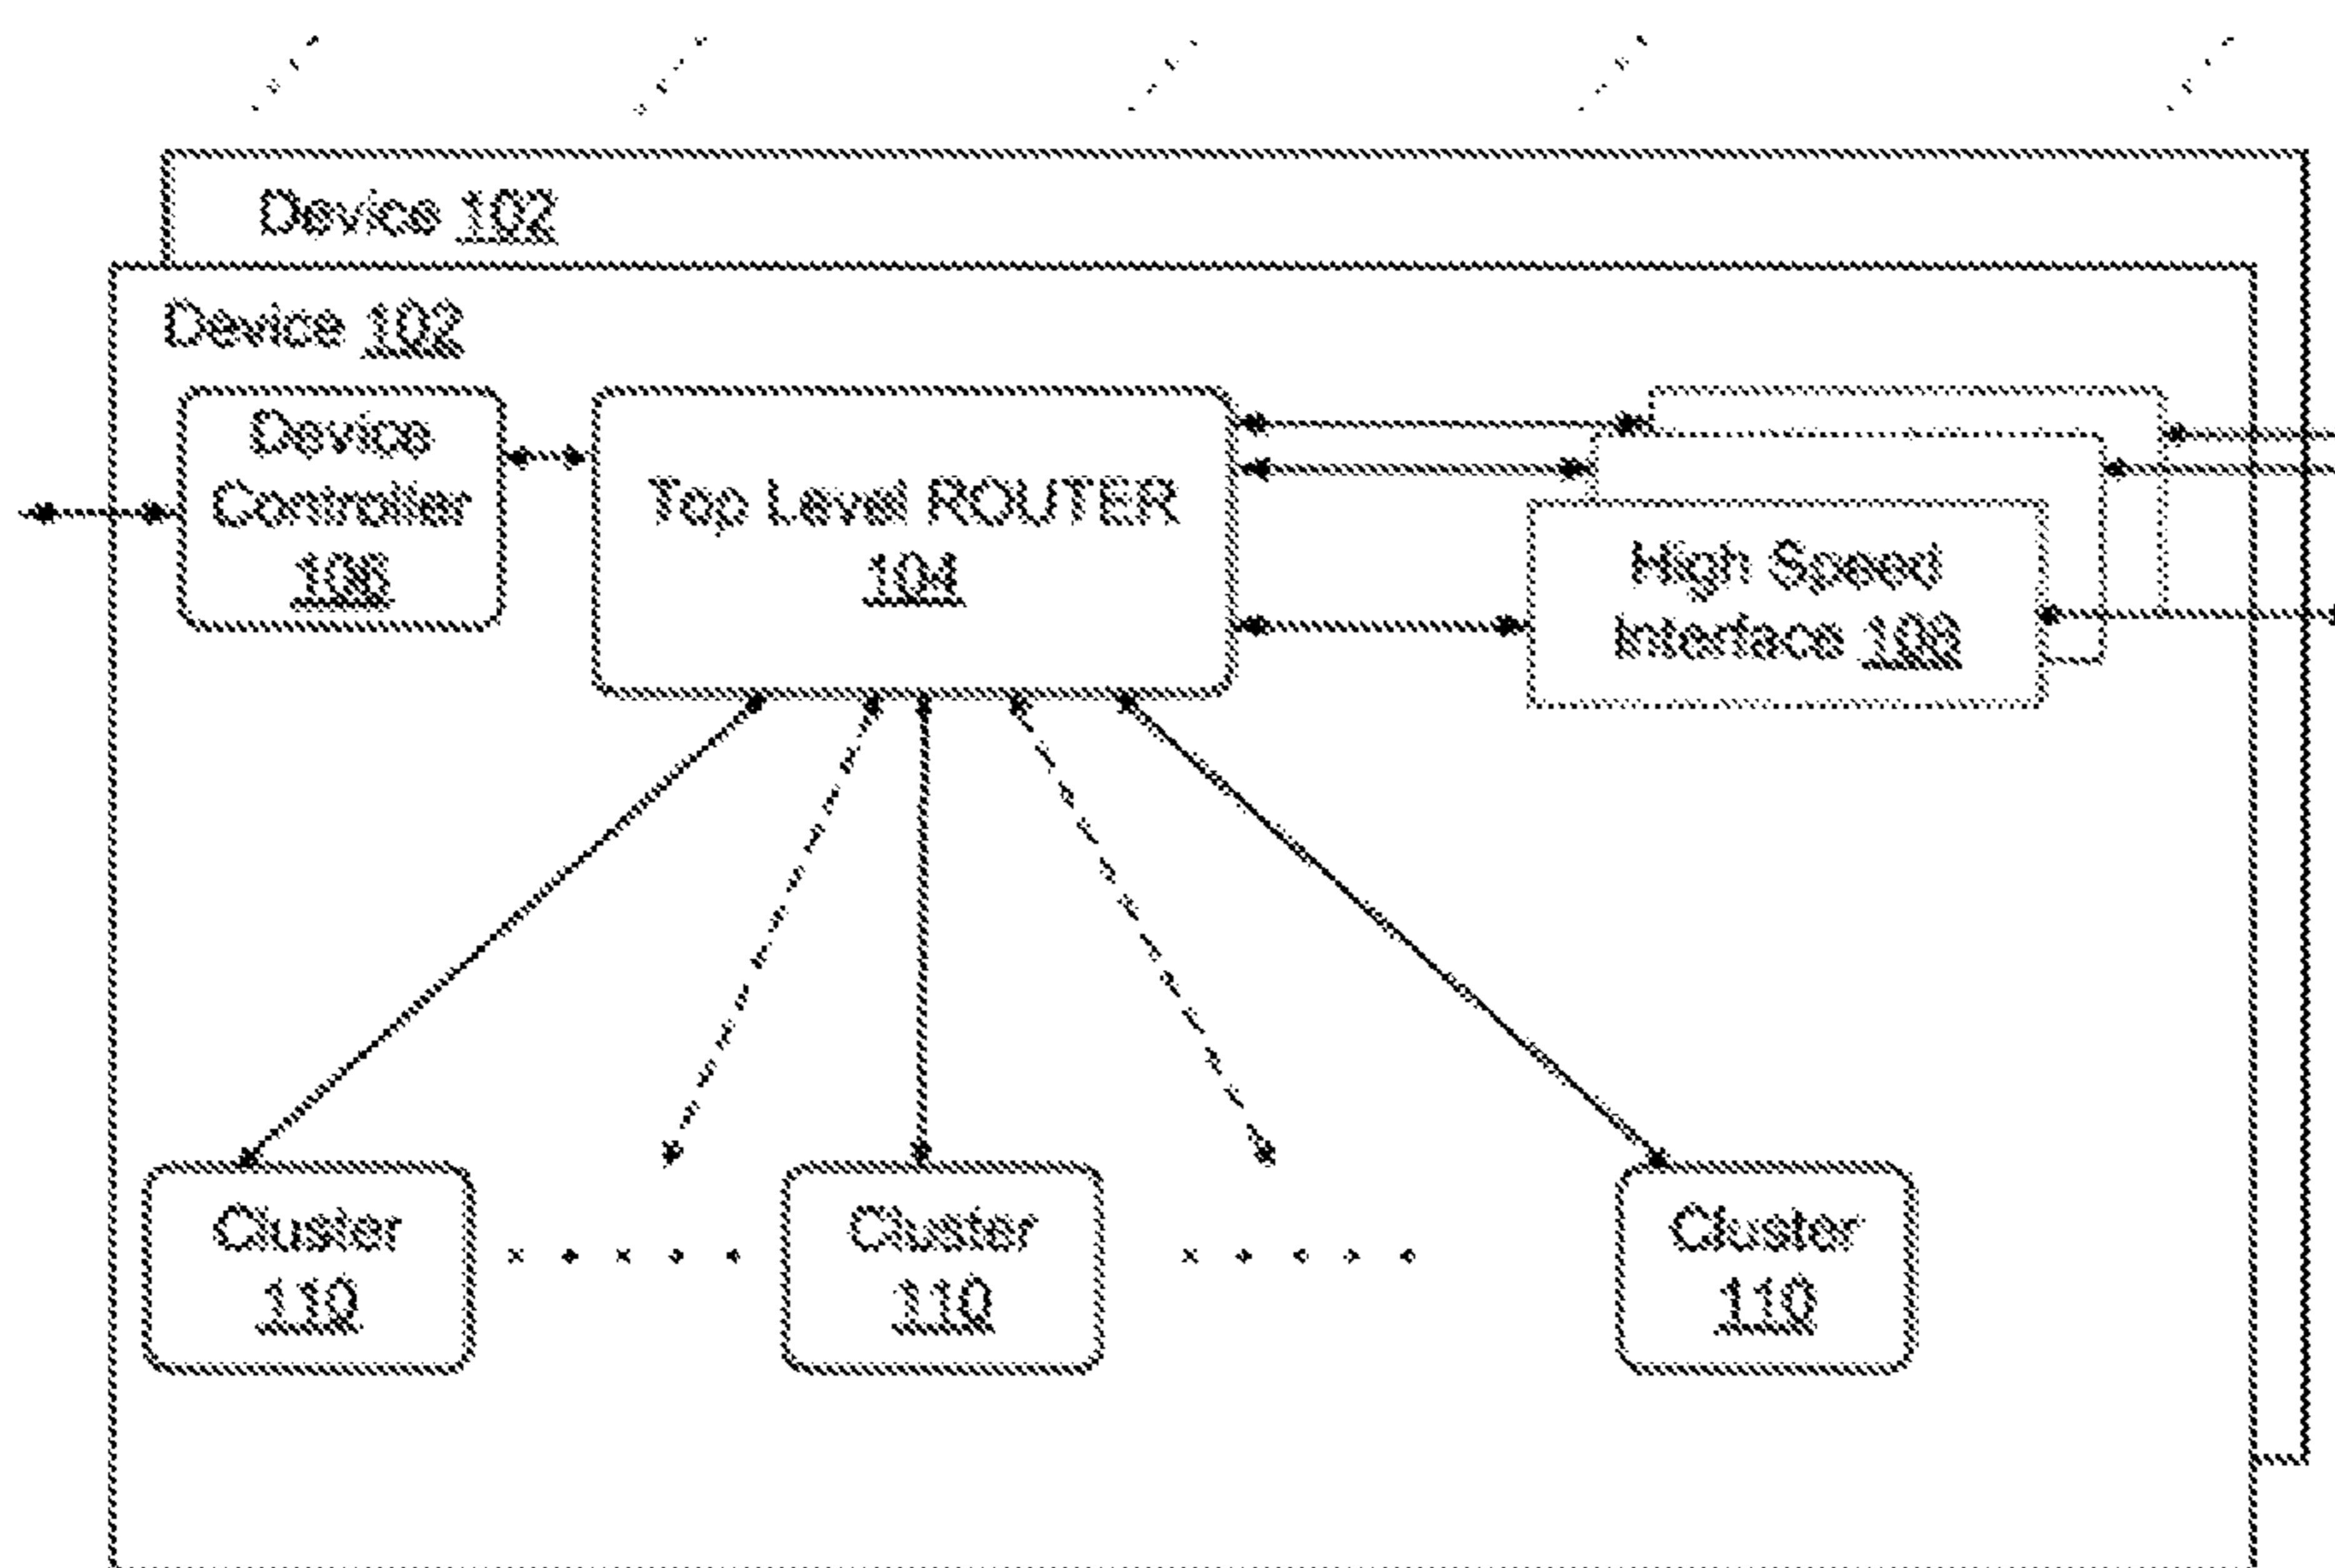 Device 102
Device 102
Device
Controller
106
Top Level ROUTER
104
High Speed
Interface 108
Cluster
110
Cluster
110
Cluster
110